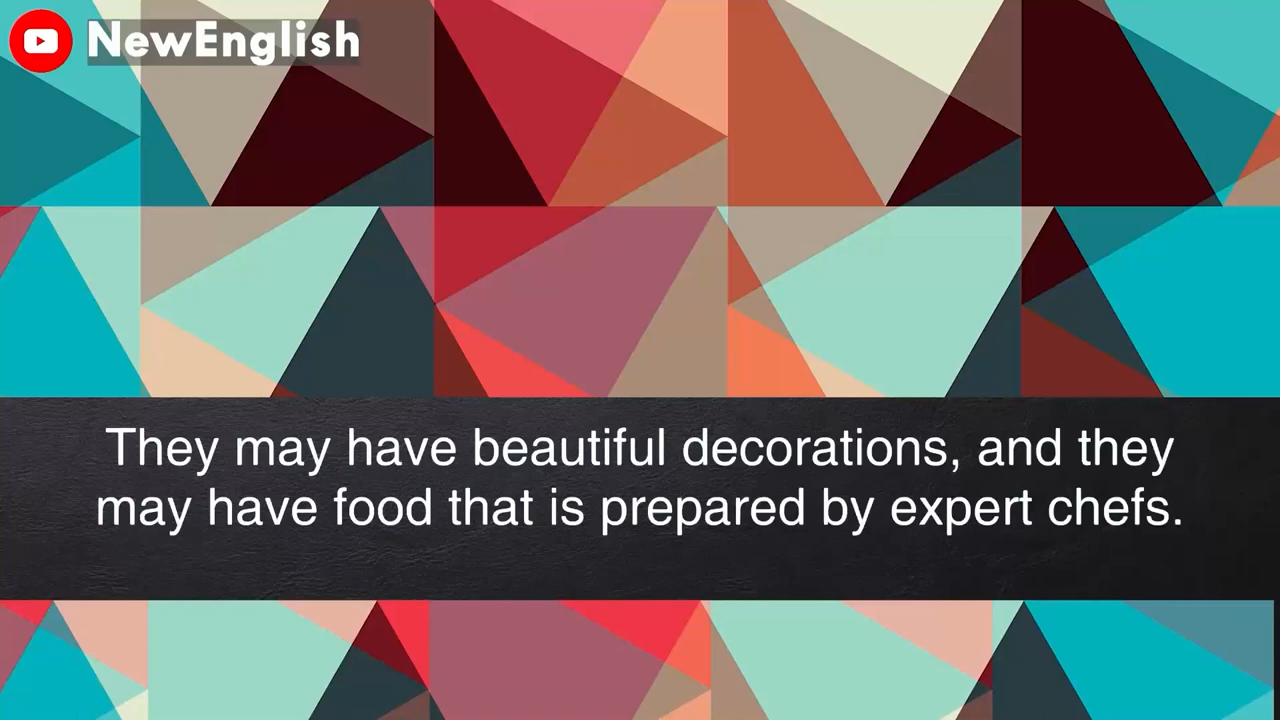 NewEnglish
They may have beautiful decorations, and they
may have food that is prepared by expert chefs.